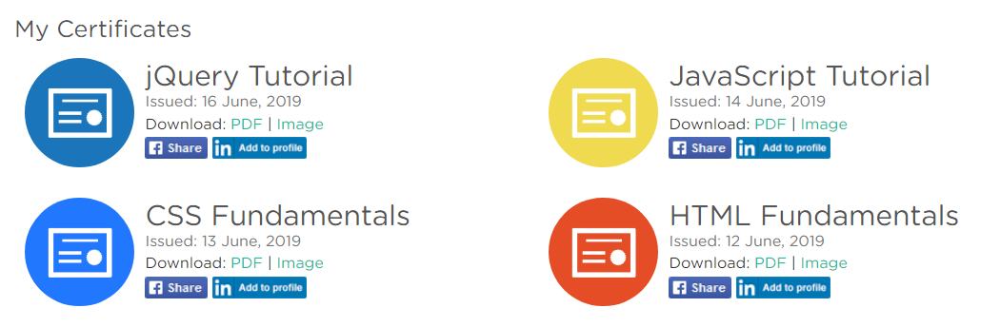 My Certificates
jQuery Tutorial
Issued: 16 June, 2019
Download: PDF | Image
Share in Add to profile
JavaScript Tutorial
Issued: 14 June, 2019
Download: PDF | Image
Share in Add to profile
CSS Fundamentals
Issued: 13 June, 2019
Download: PDF | Image
Share in Add to profile
HTML Fundamentals
Issued: 12 June, 2019
Download: PDF | Image
Share in Add to profile